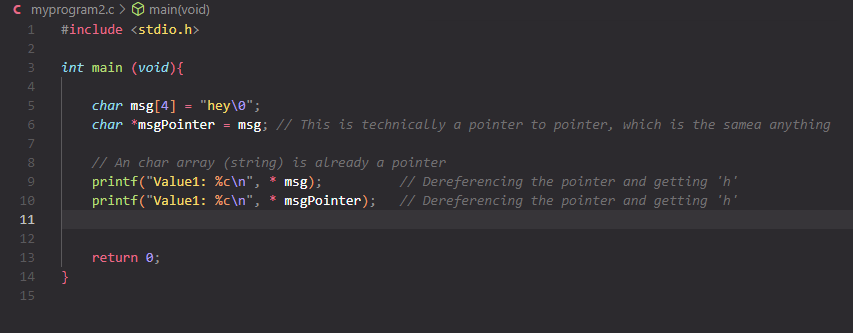 C myprogram2.c > main(void)
1 #include <stdio.h>
2
3 int main (void){
4
5 char msg[4] = "hey\0";
6 char *msgPointer = msg; // This is technically a pointer to pointer, which is the samea anything
7
8 // An char array (string) is already a pointer
9 printf("Value1: %c\n", * msg); // Dereferencing the pointer and getting 'h'
10 printf("Value1: %c\n", * msgPointer); // Dereferencing the pointer and getting 'h'
11
12
13 return 0;
14 }
15